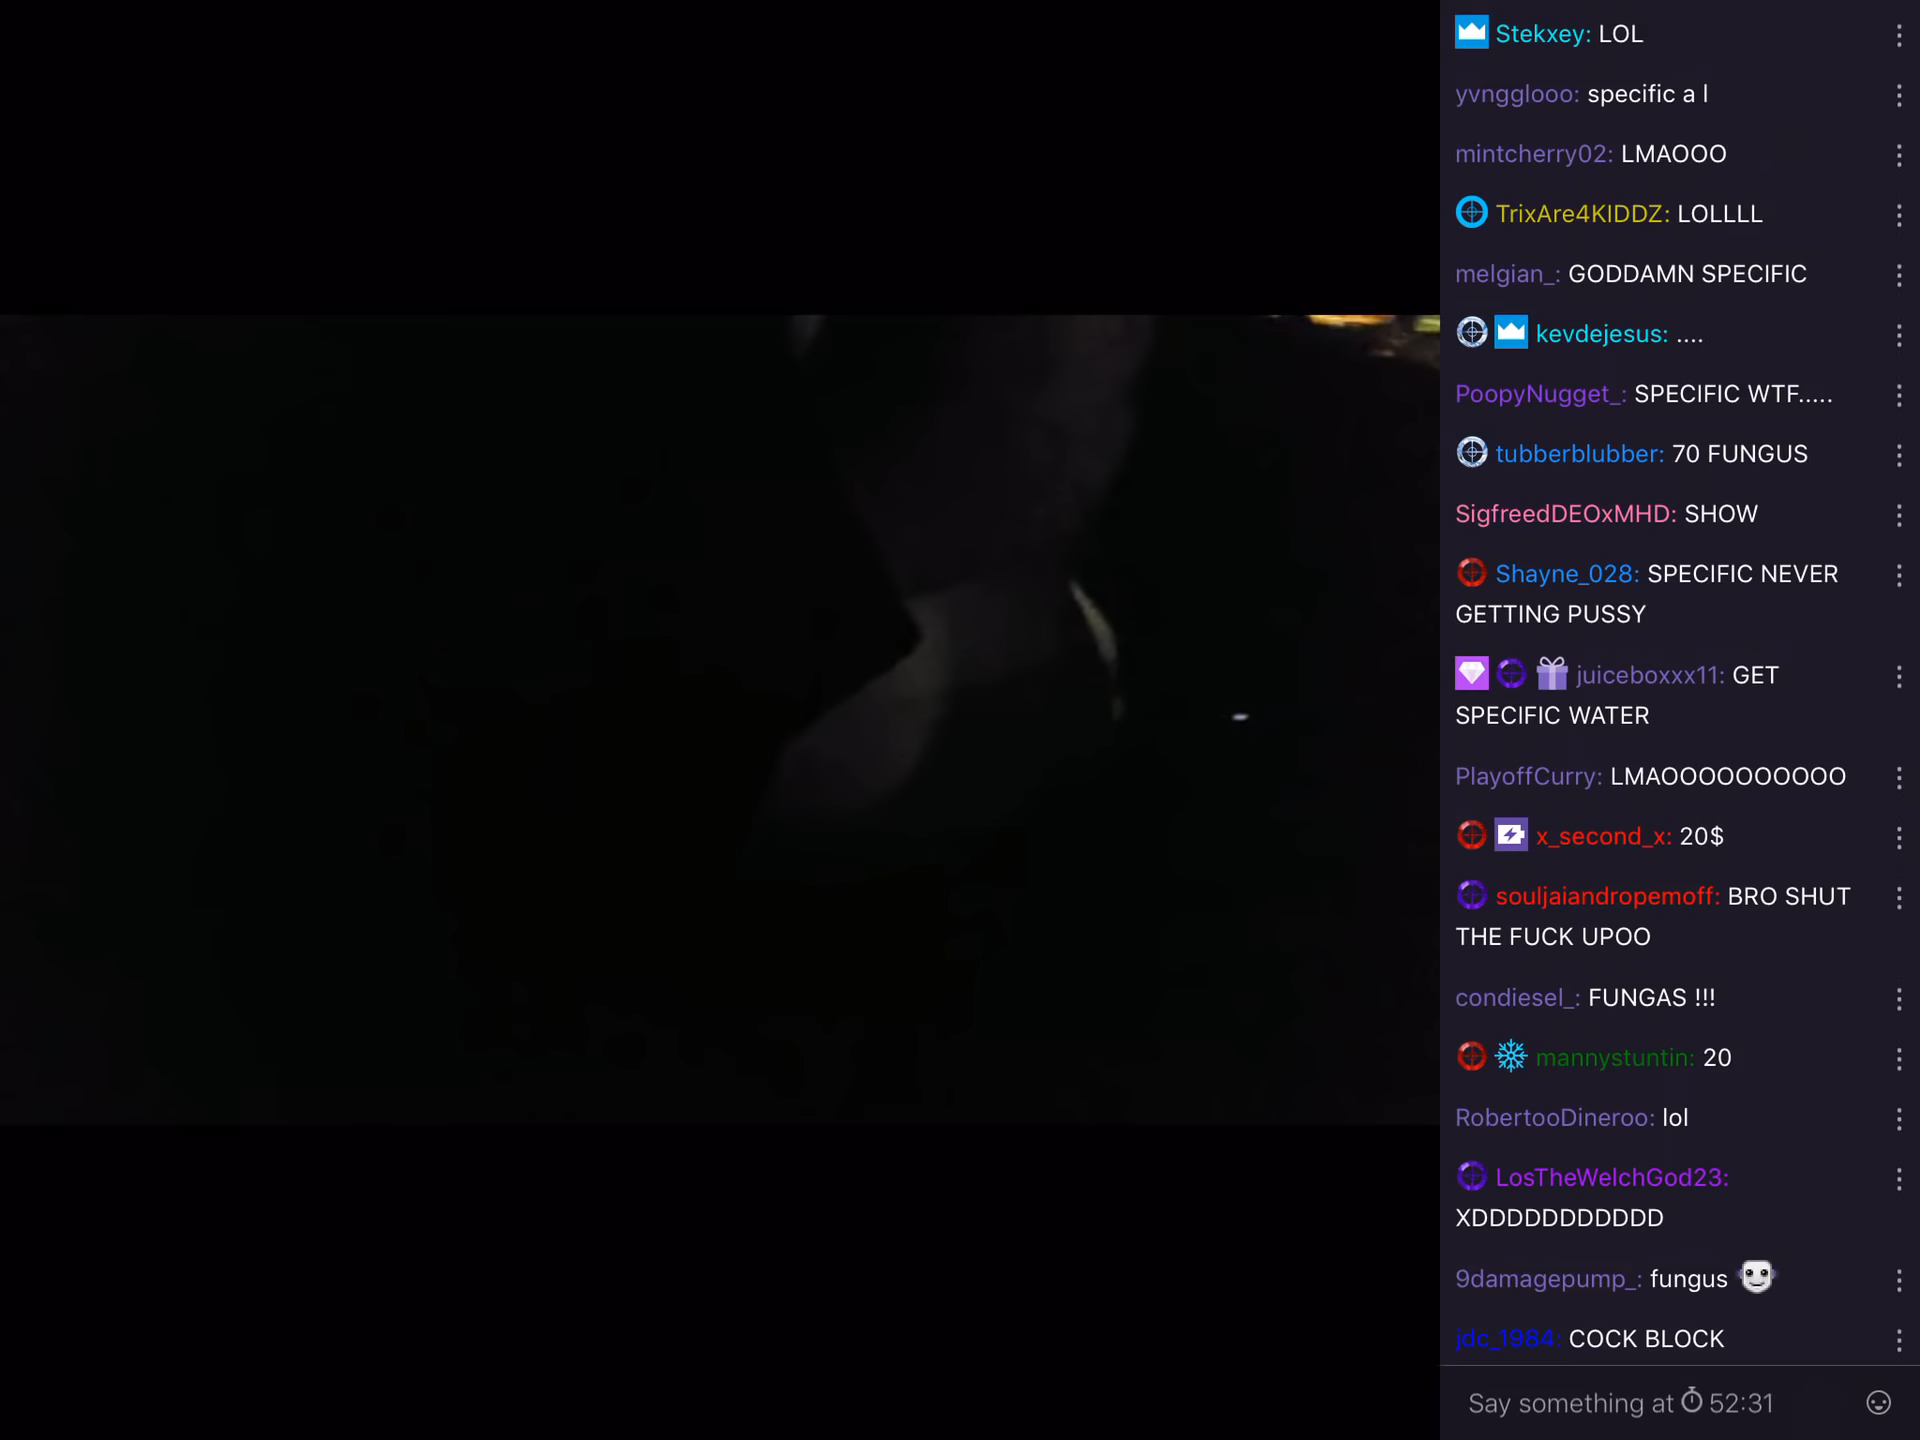 Stekxey: LOL
yvngglooo: specific a l
mintcherry02: LMAOOO
TrixAre4KIDDZ: LOLLLL
melgian_: GODDAMN SPECIFIC
kevdejesus: ....
PoopyNugget_: SPECIFIC WTF.....
tubberblubber: 70 FUNGUS
SigfreedDEOxMHD: SHOW
Shayne_028: SPECIFIC NEVER
GETTING PUSSY
juiceboxxx11: GET
SPECIFIC WATER
PlayoffCurry: LMAOOOOOOOOOO
x_second_x: 20$
souljaiandropemoff: BRO SHUT
THE FUCK UPOO
condiesel_: FUNGAS !!!
mannystuntin: 20
RobertooDineroo: lol
LosTheWelchGod23:
XDDDDDDDDDDD
9damagepump_: fungus
jdc_1984: COCK BLOCK
Say something at 52:31